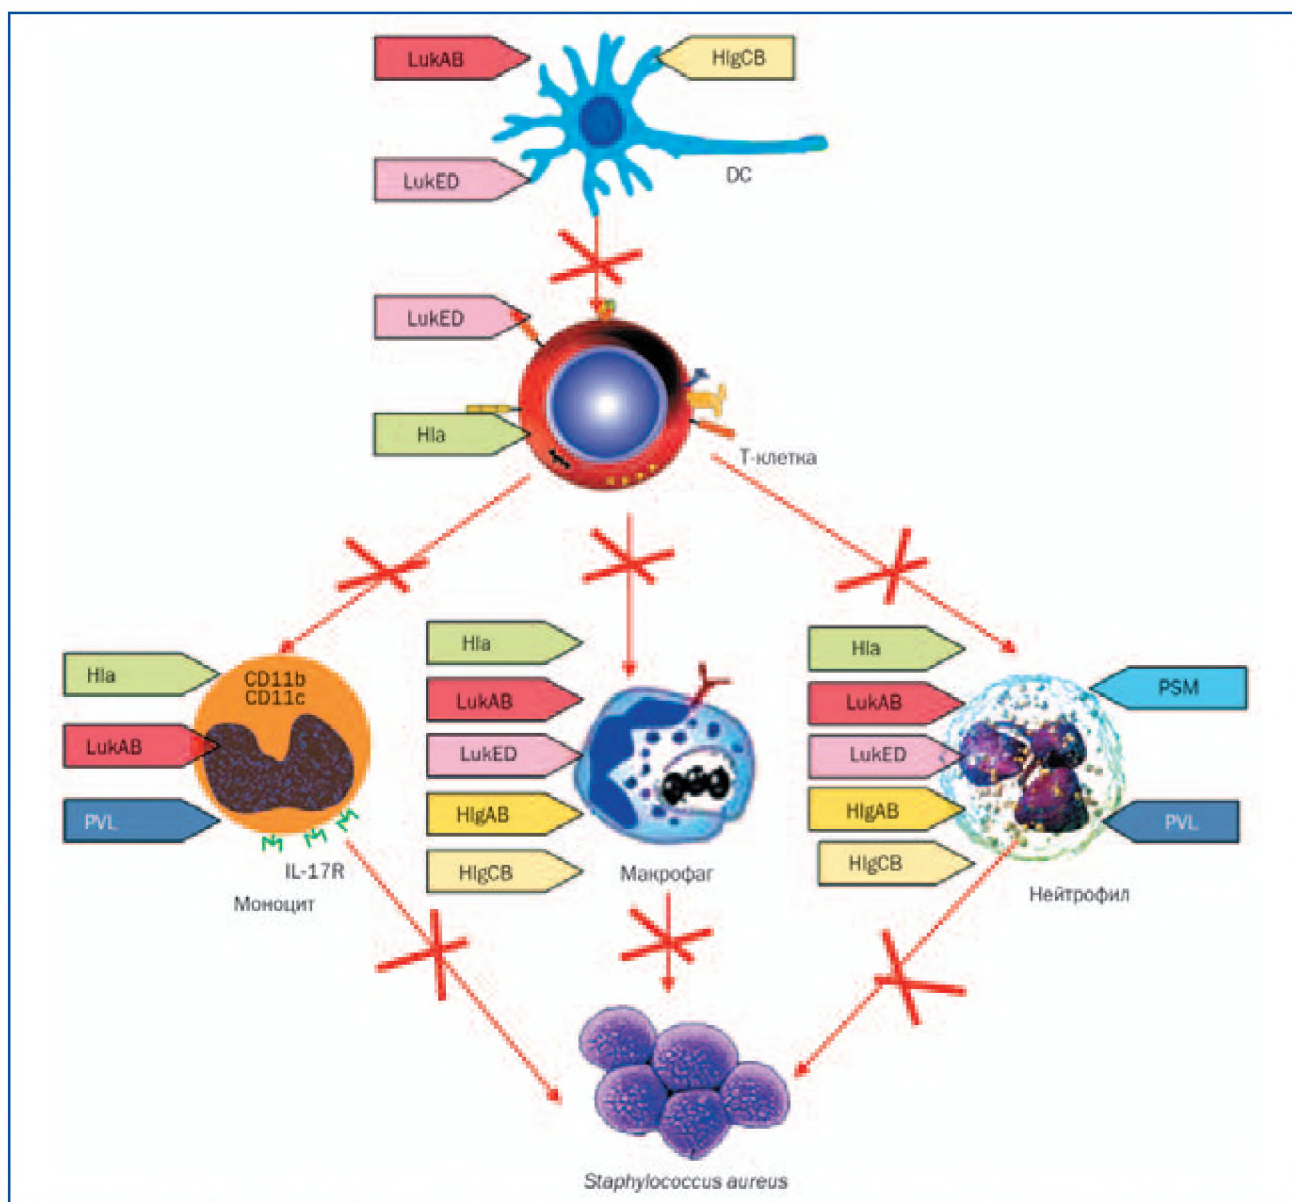 LukAB
HlgCB
LukED
DC
LukED
Hla
Т-клетка
Hla
CD11b
CD11c
LukAB
PVL
IL-17R
Моноцит
Hla
LukAB
LukED
HlgAB
HlgCB
Макрофаг
Hla
LukAB
LukED
HlgAB
HlgCB
PSM
PVL
Нейтрофил
Staphylococcus aureus